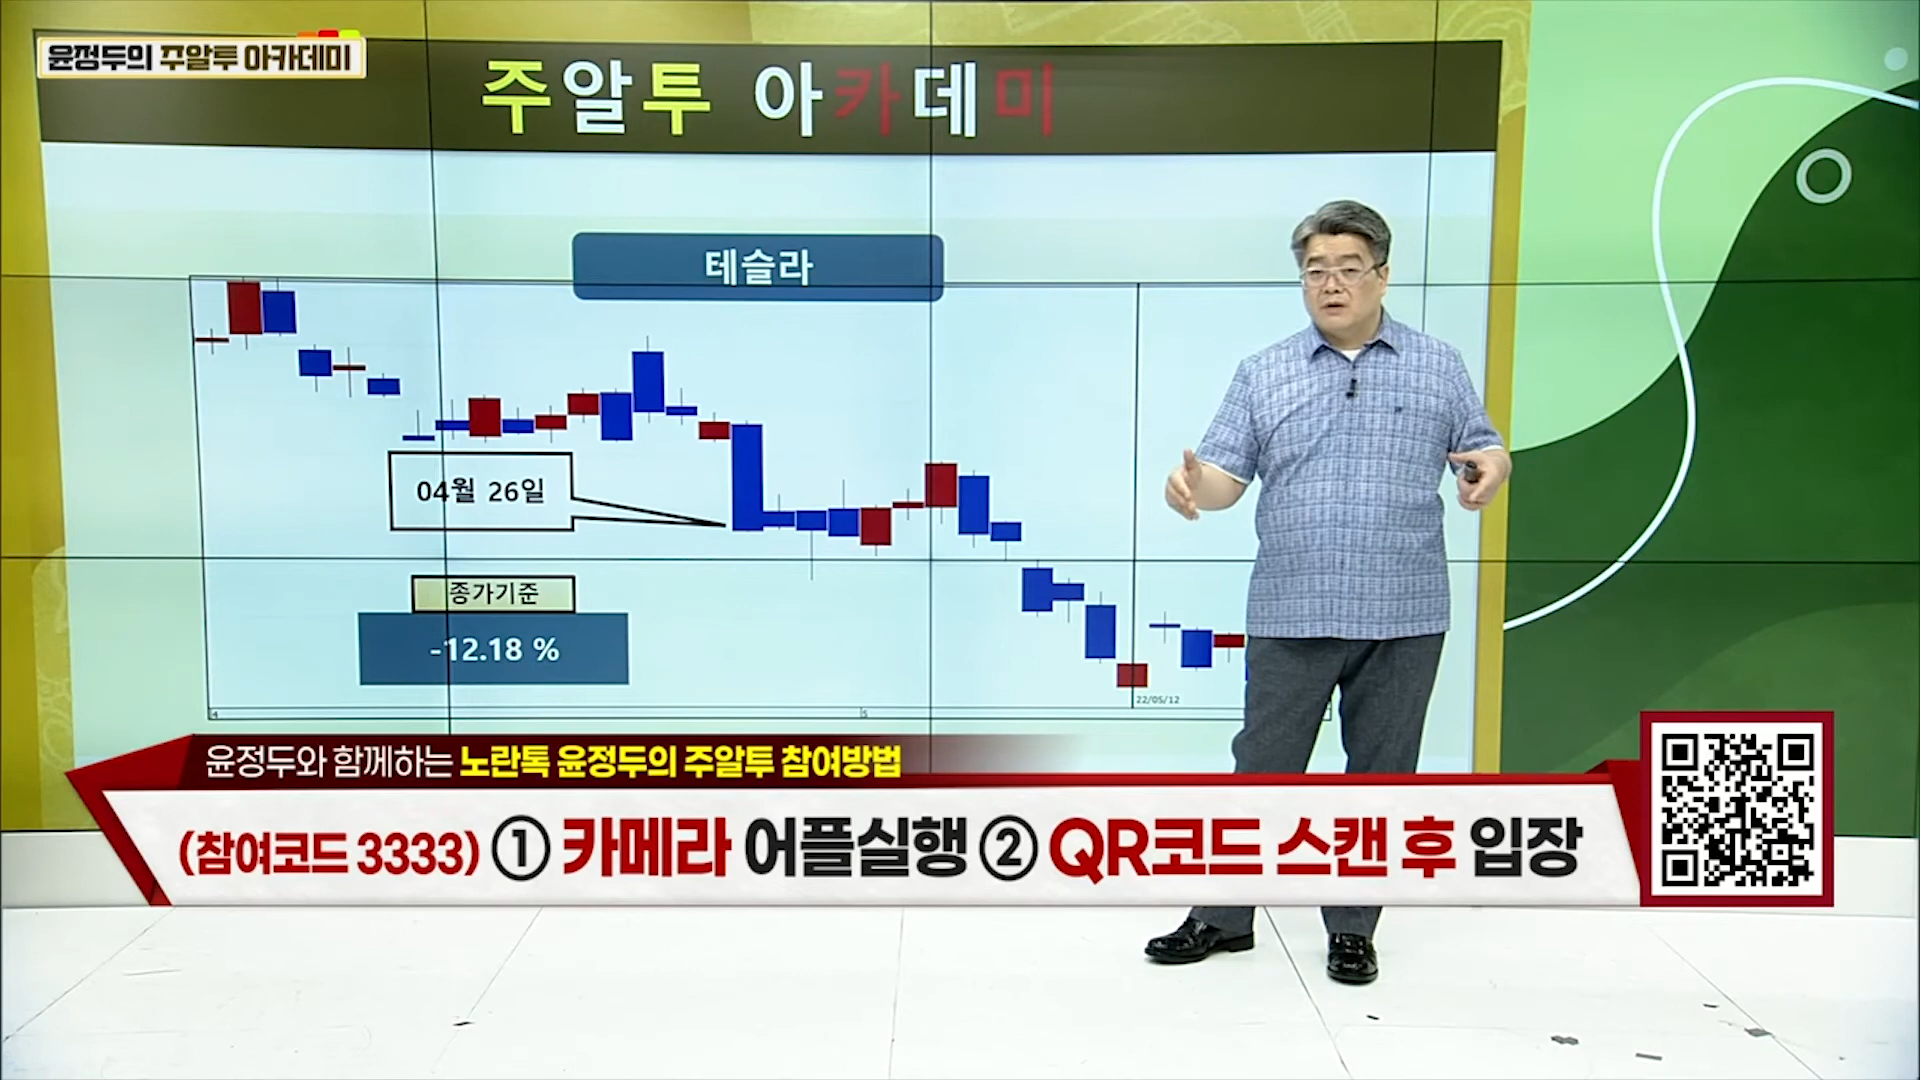 윤정두의 주알투 아카데미
주알투 아카데미
테슬라
04월 26일
종가기준
-12.18 %
22/05/12
4
5
윤정두와 함께하는 노란톡 윤정두의 주알투 참여방법
(참여코드 3333) ① 카메라 어플실행 ② QR코드 스캔 후 입장